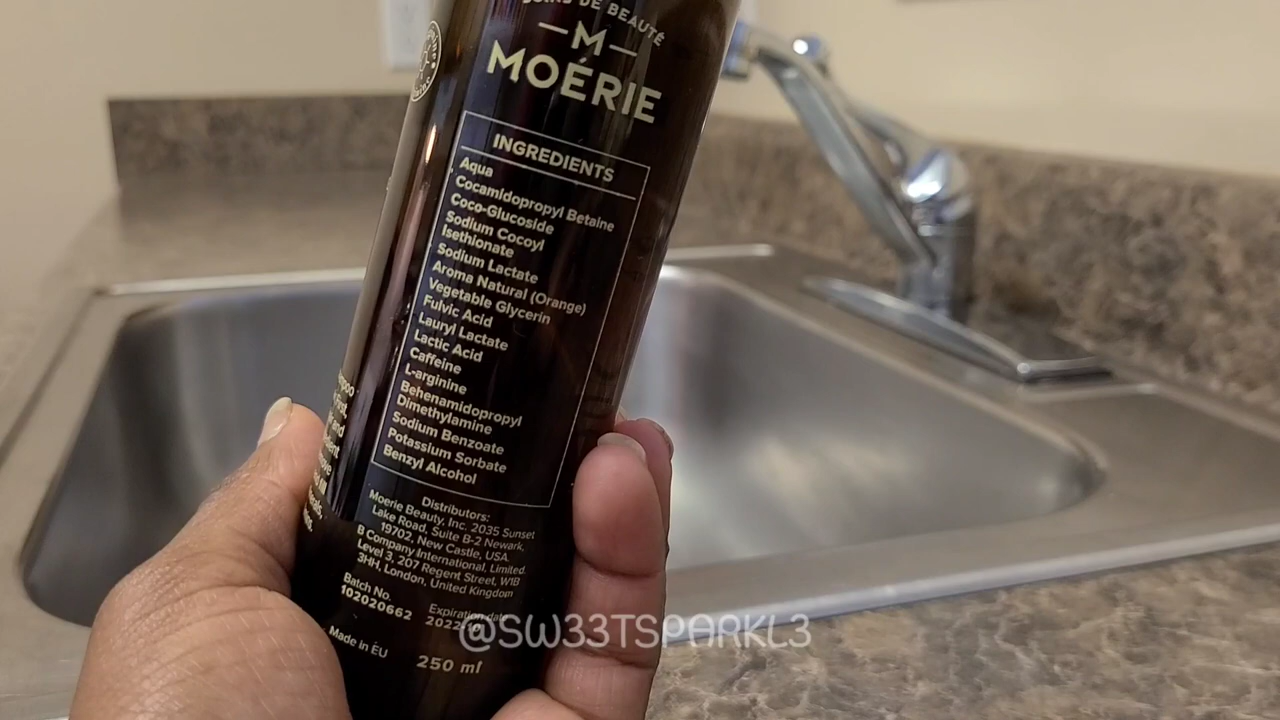 SOINS DE BEAUTÉ
M
MOÉRIE
INGREDIENTS
Aqua
Cocamidopropyl Betaine
Coco-Glucoside
Sodium Cocoyl
Isethionate
Sodium Lactate
Aroma Natural (Orange)
Vegetable Glycerin
Fulvic Acid
Lauryl Lactate
Lactic Acid
Caffeine
L-arginine
Behenamidopropyl
Dimethylamine
Sodium Benzoate
Potassium Sorbate
Benzyl Alcohol
Distributors:
Moerie Beauty, Inc. 2035 Sunset
Lake Road, Suite B-2 Newark,
19702, New Castle, USA.
B Company International, Limited.
Level 3, 207 Regent Street, W1B
3HH, London, United Kingdom
Batch No.
102020662
Expiration date
2022-10
Made in ÉU
250 ml
@SW33TSPARKL3